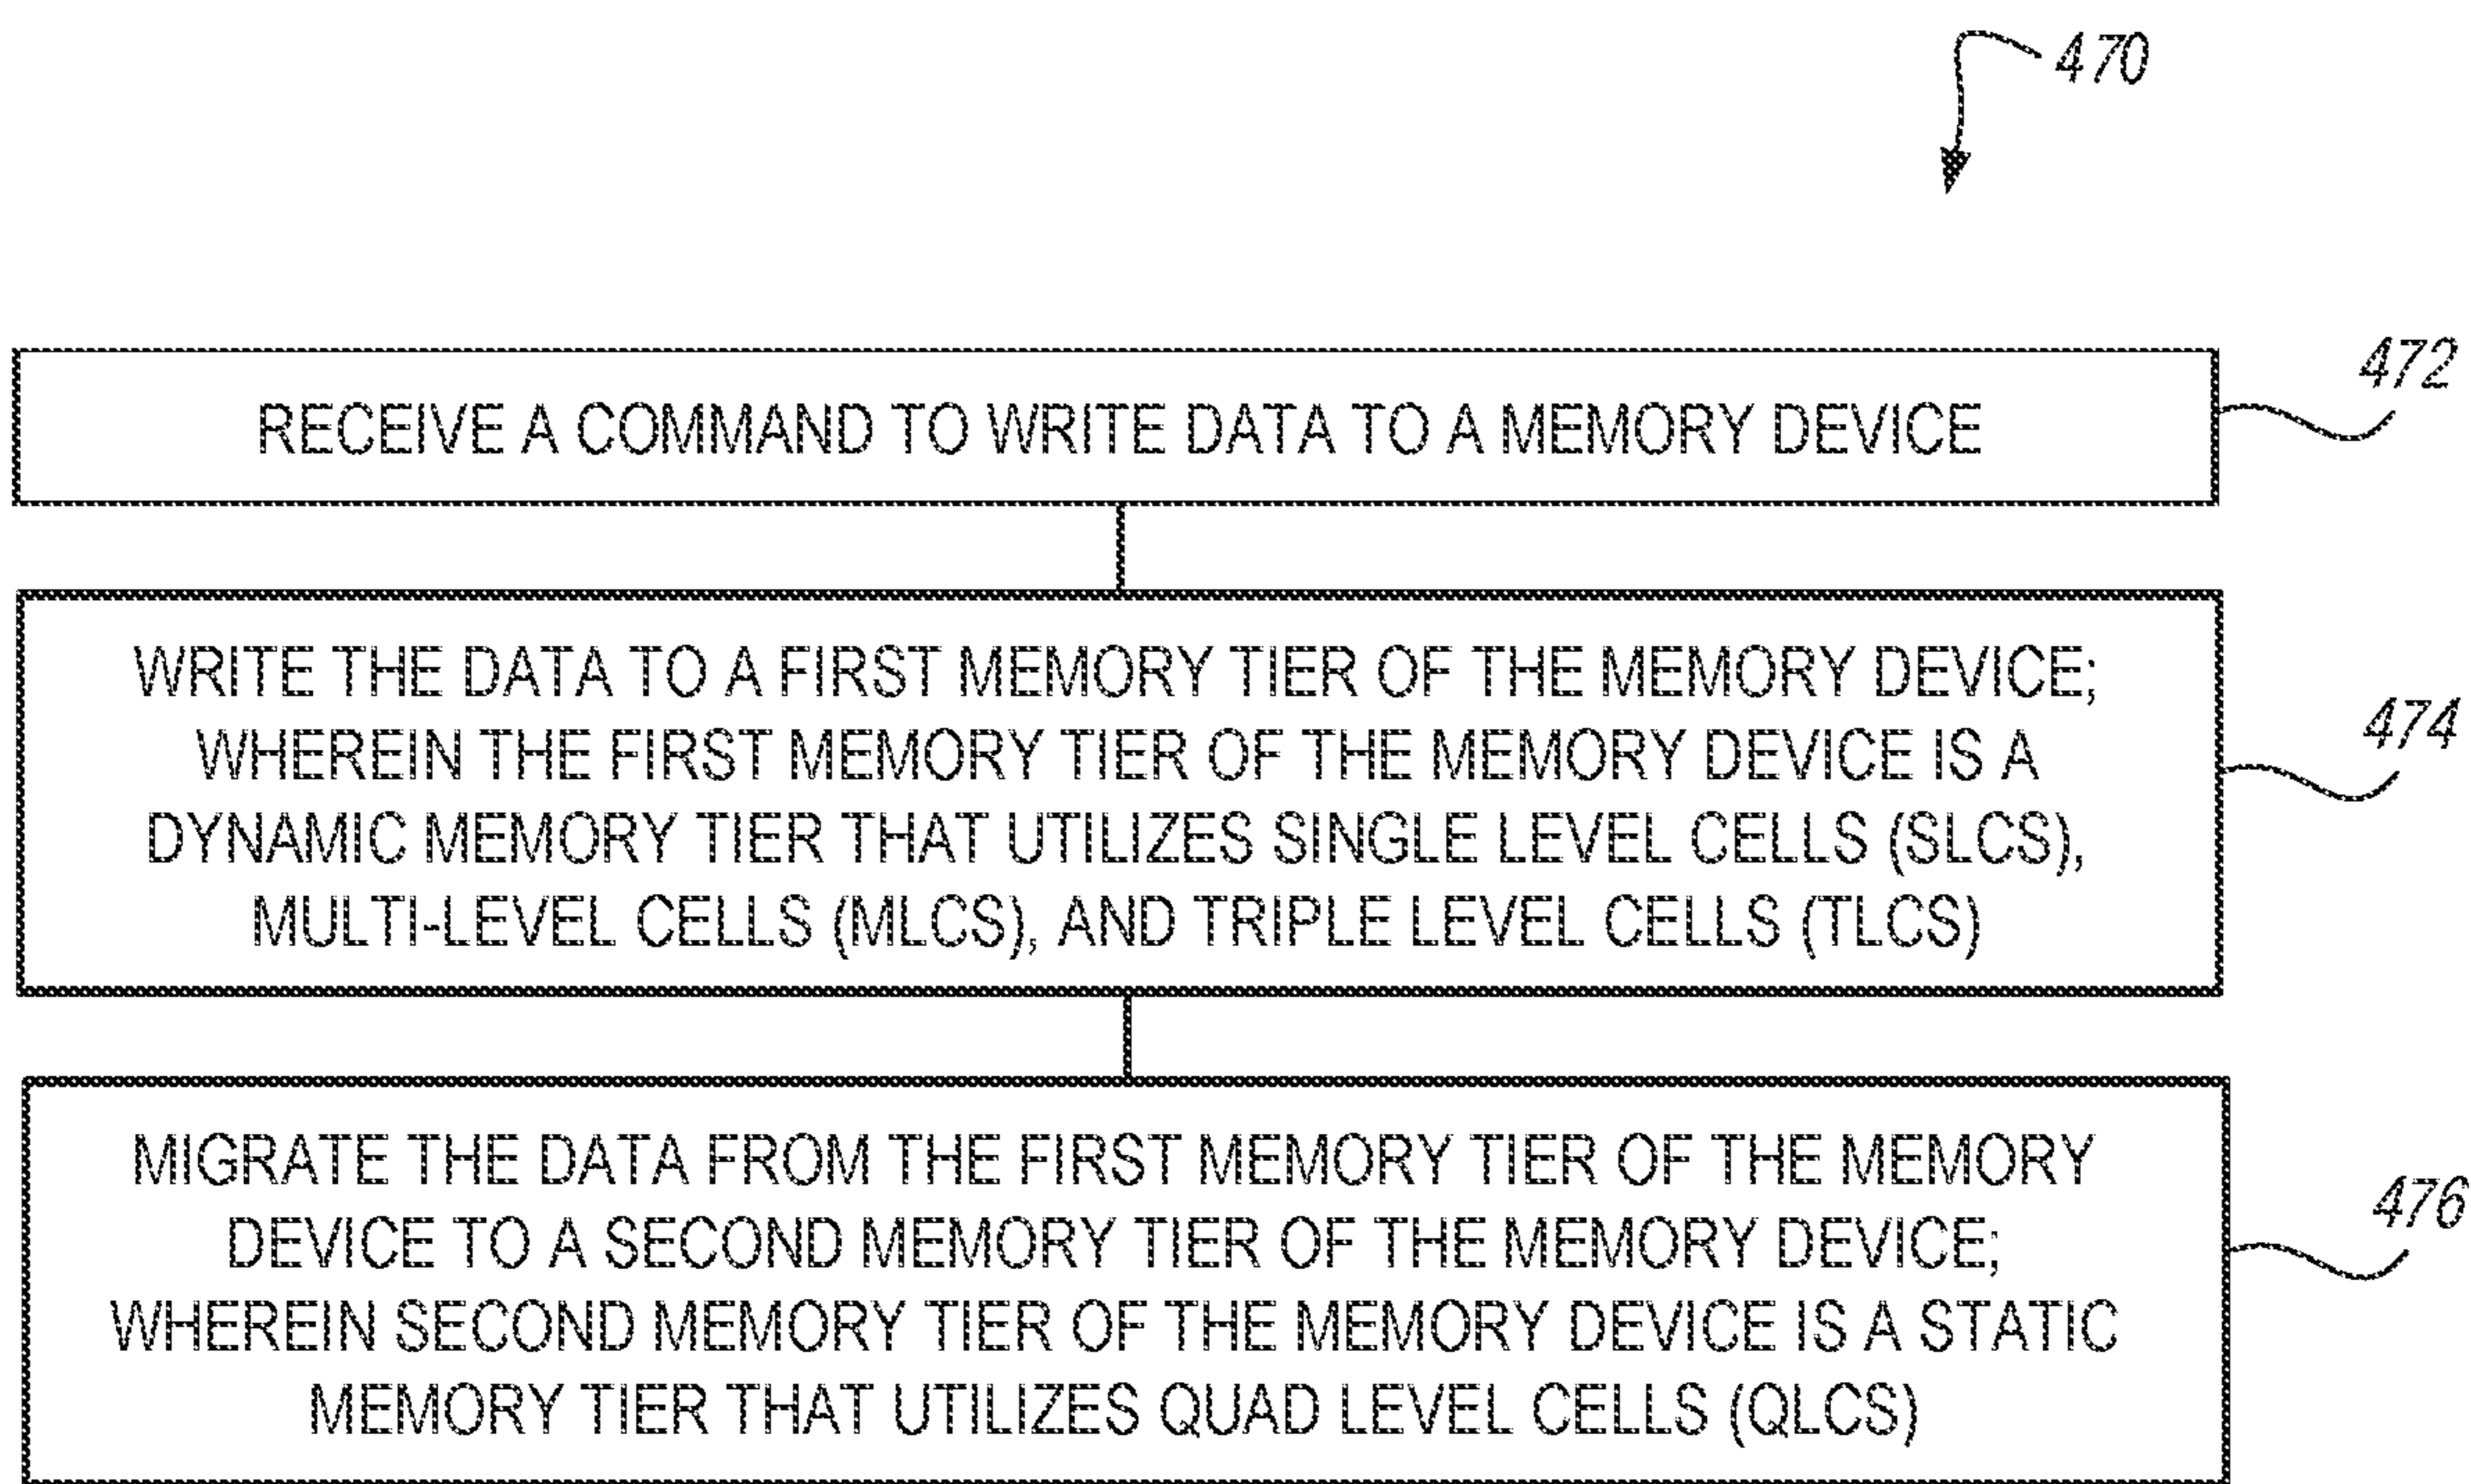 470
RECEIVE A COMMAND TO WRITE DATA TO A MEMORY DEVICE
472
WRITE THE DATA TO A FIRST MEMORY TIER OF THE MEMORY DEVICE;
WHEREIN THE FIRST MEMORY TIER OF THE MEMORY DEVICE IS A
DYNAMIC MEMORY TIER THAT UTILIZES SINGLE LEVEL CELLS (SLCS),
MULTI-LEVEL CELLS (MLCS), AND TRIPLE LEVEL CELLS (TLCS)
474
MIGRATE THE DATA FROM THE FIRST MEMORY TIER OF THE MEMORY
DEVICE TO A SECOND MEMORY TIER OF THE MEMORY DEVICE;
WHEREIN SECOND MEMORY TIER OF THE MEMORY DEVICE IS A STATIC
MEMORY TIER THAT UTILIZES QUAD LEVEL CELLS (QLCS)
476